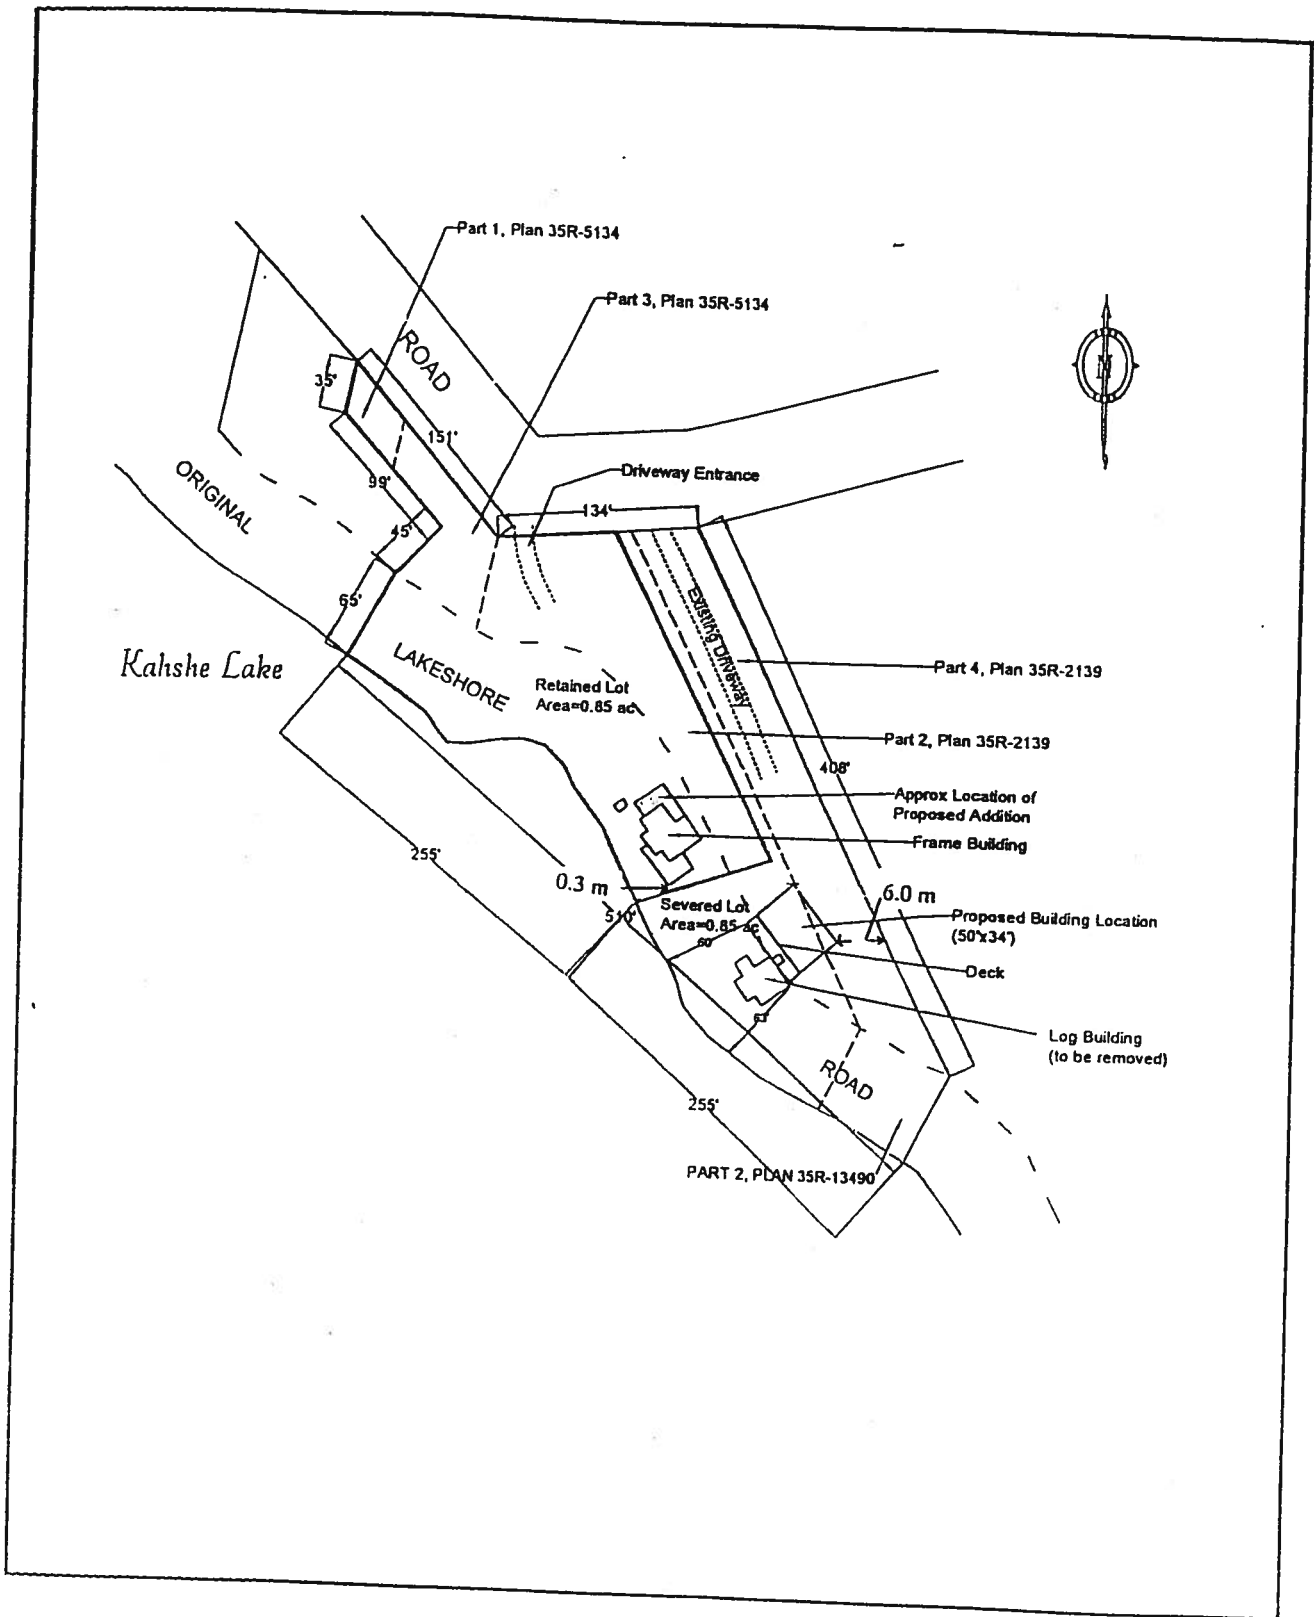 Part 1, Plan 35R-5134
Part 3, Plan 35R-5134
ROAD
35'
151'
N
ORIGINAL
99'
Driveway Entrance
134'
45'
65'
Existing Driveway
Kahshe Lake
LAKESHORE
Retained Lot
Area=0.85 ac
Part 4, Plan 35R-2139
Part 2, Plan 35R-2139
408'
Approx Location of
Proposed Addition
Frame Building
255'
0.3 m
6.0 m
510'
Severed Lot
Area=0.85 ac
60'
Proposed Building Location
(50'x34')
Deck
63'
Log Building
(to be removed)
ROAD
255'
PART 2, PLAN 35R-13490